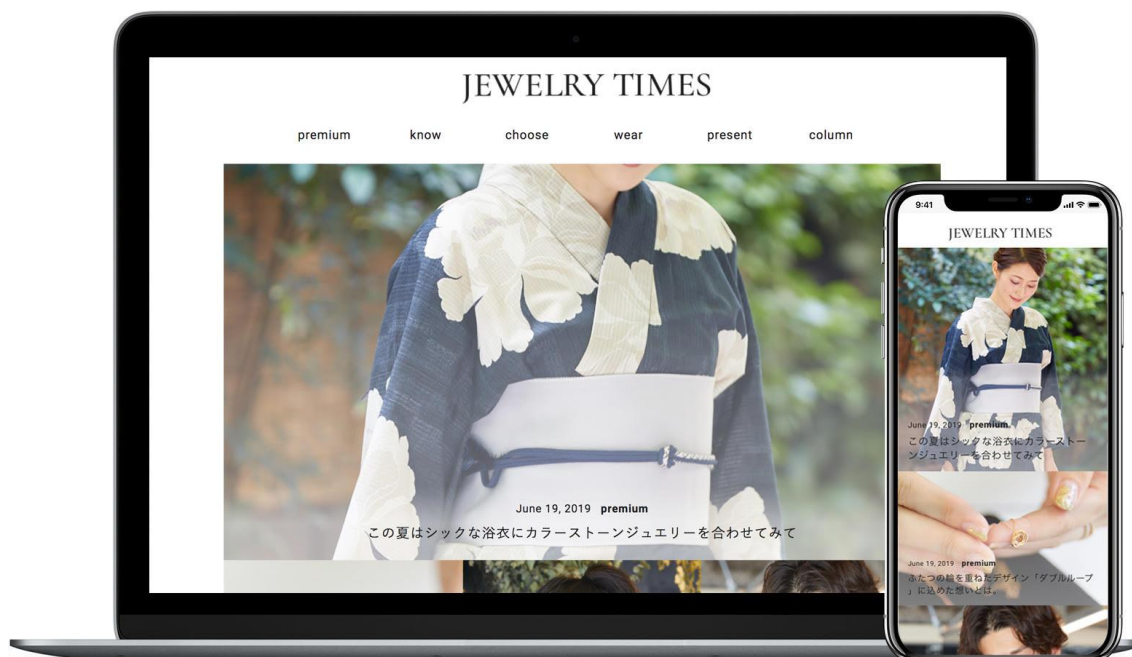 JEWELRY TIMES
premium know choose wear present column
June 19, 2019 premium
この夏はシックな浴衣にカラーストーンジュエリーを合わせてみて
9:41
JEWELRY TIMES
June 19, 2019 premium
この夏はシックな浴衣にカラーストー
ンジュエリーを合わせてみて
June 19, 2019 premium
ふたつの輪を重ねたデザイン「ダブルループ
」に込めた想いとは。